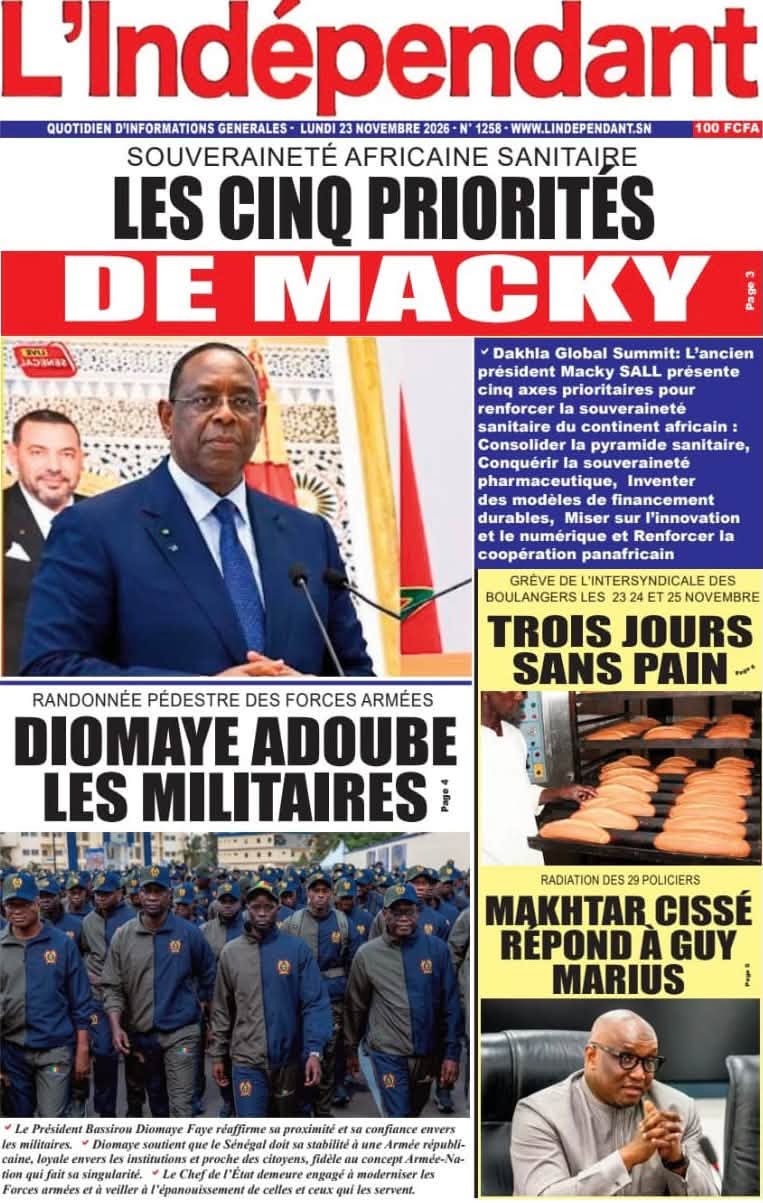 L'Indépendant
QUOTIDIEN D'INFORMATIONS GENERALES - LUNDI 23 NOVEMBRE 2026 - N° 1258 - WWW.LINDEPENDANT.SN
100 FCFA
SOUVERAINETÉ AFRICAINE SANITAIRE
LES CINQ PRIORITÉS
DE MACKY
Page 3
LIVE
SENEGAL
✓ Dakhla Global Summit: L'ancien
président Macky SALL présente
cinq axes prioritaires pour
renforcer la souveraineté
sanitaire du continent africain :
Consolider la pyramide sanitaire,
Conquérir la souveraineté
pharmaceutique, Inventer
des modèles de financement
durables, Miser sur l'innovation
et le numérique et Renforcer la
coopération panafricain
GRÈVE DE L'INTERSYNDICALE DES
BOULANGERS LES 23 24 ET 25 NOVEMBRE
TROIS JOURS
SANS PAIN
RANDONNÉE PÉDESTRE DES FORCES ARMÉES
DIOMAYE ADOUBE
LES MILITAIRES
Page 4
RADIATION DES 29 POLICIERS
MAKHTAR CISSÉ
RÉPOND À GUY
MARIUS
Page 5
✓ Le Président Bassirou Diomaye Faye réaffirme sa proximité et sa confiance envers
les militaires. ✓ Diomaye soutient que le Sénégal doit sa stabilité à une Armée républi-
caine, loyale envers les institutions et proche des citoyens, fidèle au concept Armée-Na-
tion qui fait sa singularité. ✓ Le Chef de l'État demeure engagé à moderniser les
Forces armées et à veiller à l'épanouissement de celles et ceux qui les servent.